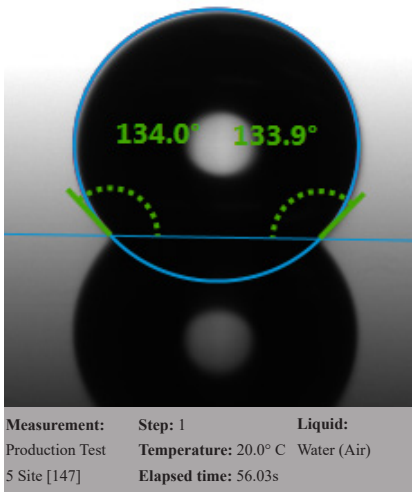 134.0° 133.9°
Measurement: Step: 1 Liquid:
Production Test Temperature: 20.0° C Water (Air)
5 Site [147] Elapsed time: 56.03s